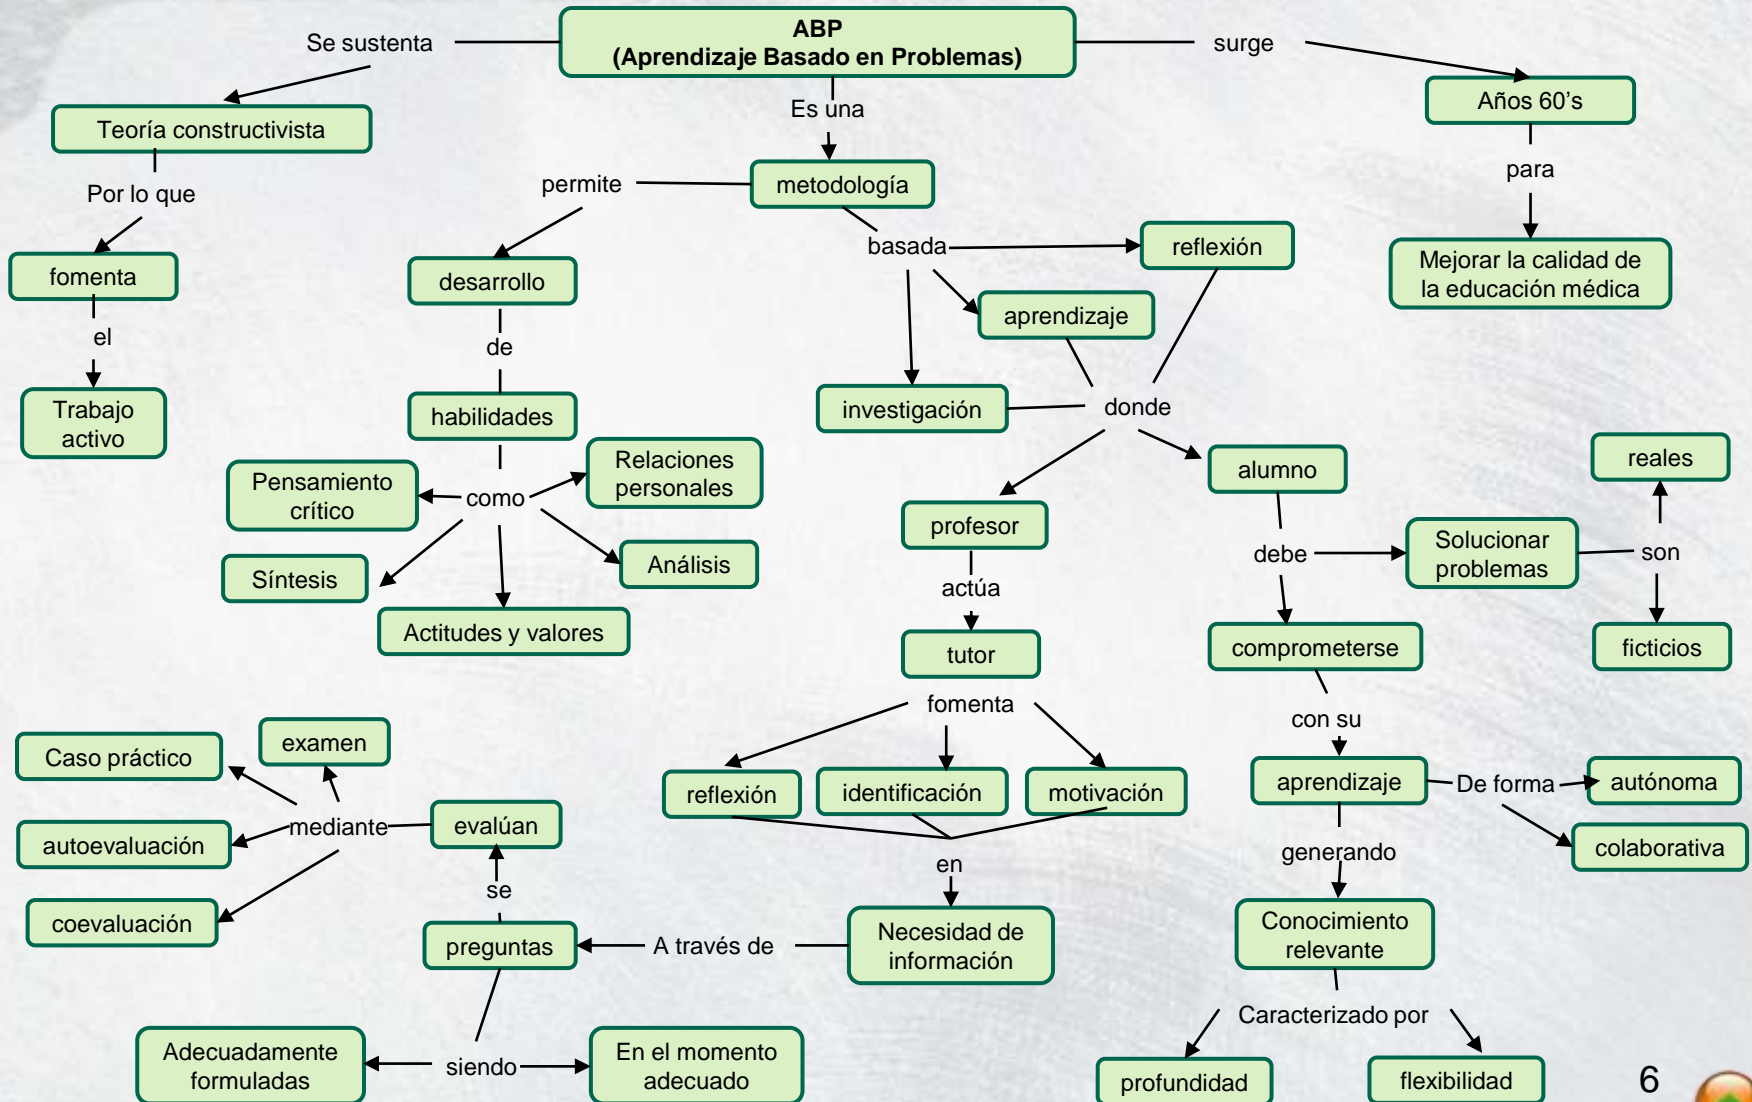 ABP
(Aprendizaje Basado en Problemas)
Se sustenta
surge
Teoría constructivista
Es una
Años 60's
Por lo que
permite
metodología
para
fomenta
desarrollo
basada
reflexión
Mejorar la calidad de
la educación médica
el
de
aprendizaje
Trabajo
activo
habilidades
investigación
donde
Pensamiento
crítico
como
Relaciones
personales
alumno
reales
Síntesis
Análisis
profesor
debe
Solucionar
problemas
son
Actitudes y valores
actúa
tutor
comprometerse
ficticios
fomenta
con su
Caso práctico
examen
reflexión
identificación
motivación
aprendizaje
De forma
autónoma
autoevaluación
mediante
evalúan
generando
colaborativa
coevaluación
se
en
preguntas
A través de
Necesidad de
información
Conocimiento
relevante
Caracterizado por
Adecuadamente
formuladas
siendo
En el momento
adecuado
profundidad
flexibilidad
6